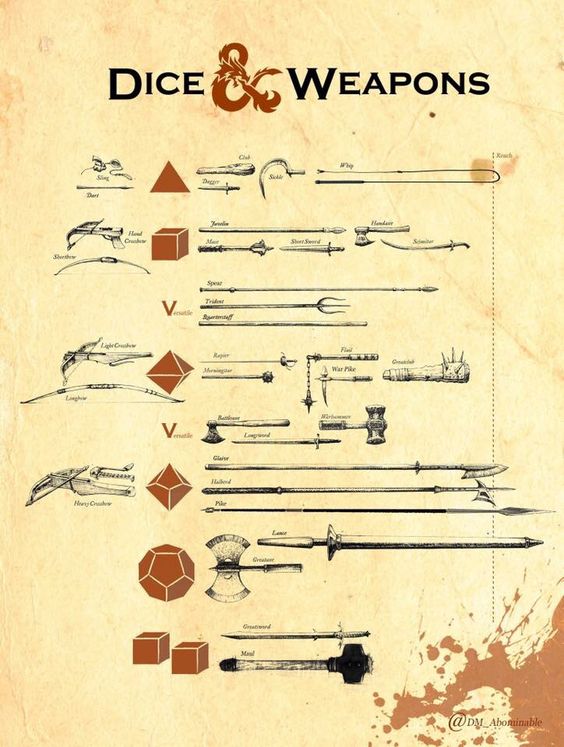 DICE & WEAPONS
Reach
Sling
Dart
Club
Dagger
Sickle
Whip
Hand
Crossbow
Shortbow
Javelin
Mace
Short Sword
Handaxe
Scimitar
Versatile
Spear
Trident
Quarterstaff
Light Crossbow
Longbow
Rapier
Morningstar
Flail
War Pike
Greatclub
Versatile
Battleaxe
Longsword
Warhammer
Heavy Crossbow
Glaive
Halberd
Pike
Lance
Greataxe
Greatsword
Maul
@DM_Abominable